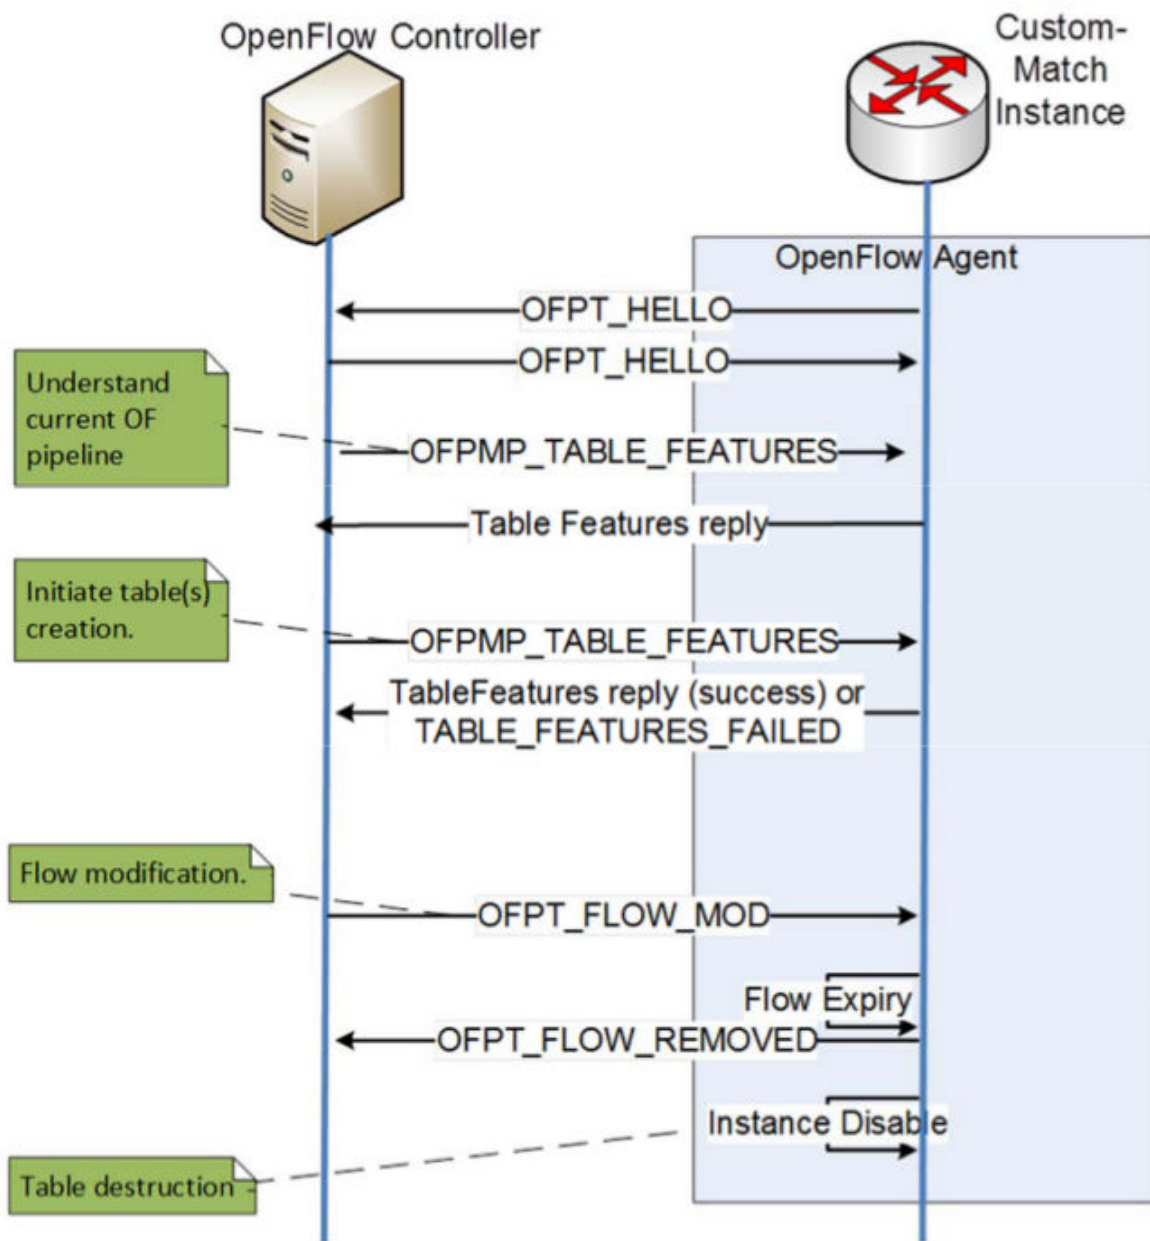 OpenFlow Controller
Custom-
Match
Instance
OpenFlow Agent
OFPT_HELLO
OFPT_HELLO
Understand
current OF
pipeline
OFPMP_TABLE_FEATURES
Table Features reply
Initiate table(s)
creation.
OFPMP_TABLE_FEATURES
TableFeatures reply (success) or
TABLE_FEATURES_FAILED
Flow modification.
OFPT_FLOW_MOD
Flow Expiry
OFPT_FLOW_REMOVED
Instance Disable
Table destruction